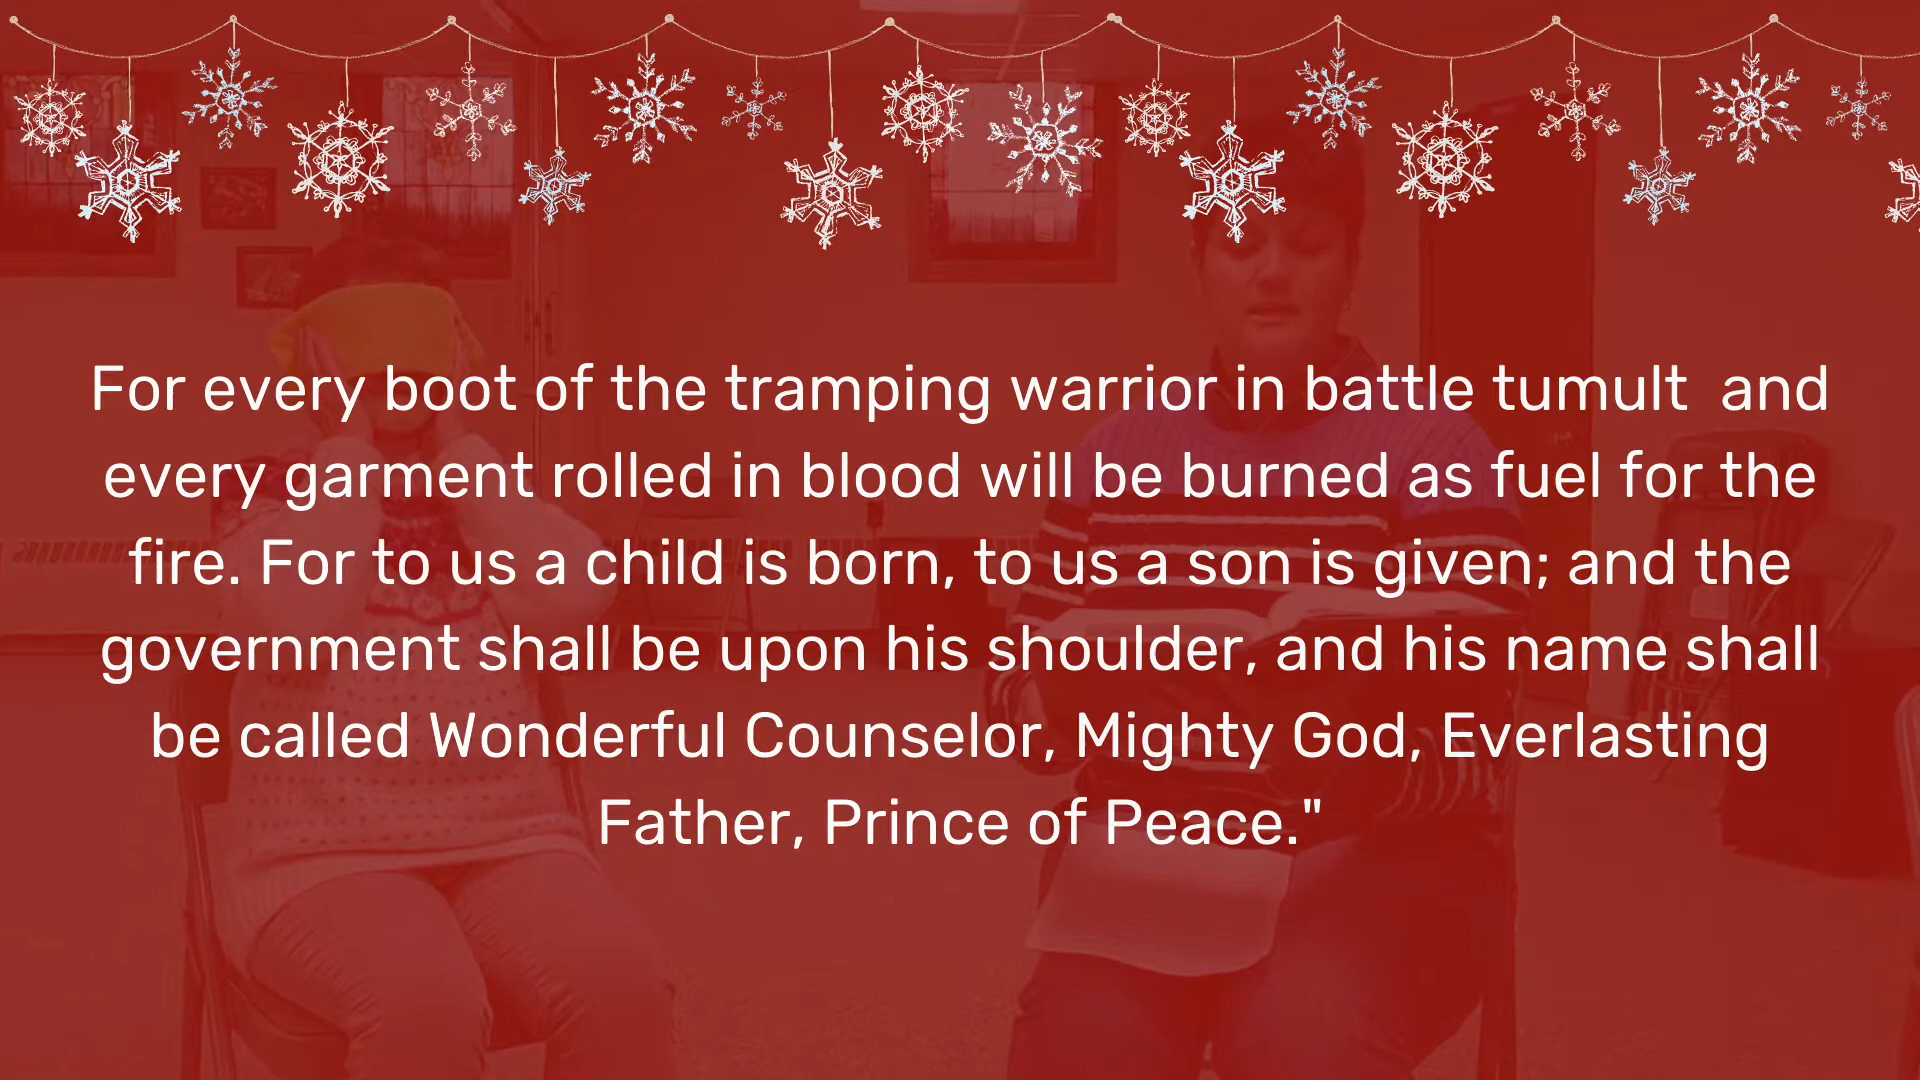 For every boot of the tramping warrior in battle tumult  and
every garment rolled in blood will be burned as fuel for the
fire. For to us a child is born, to us a son is given; and the
government shall be upon his shoulder, and his name shall
be called Wonderful Counselor, Mighty God, Everlasting
Father, Prince of Peace."